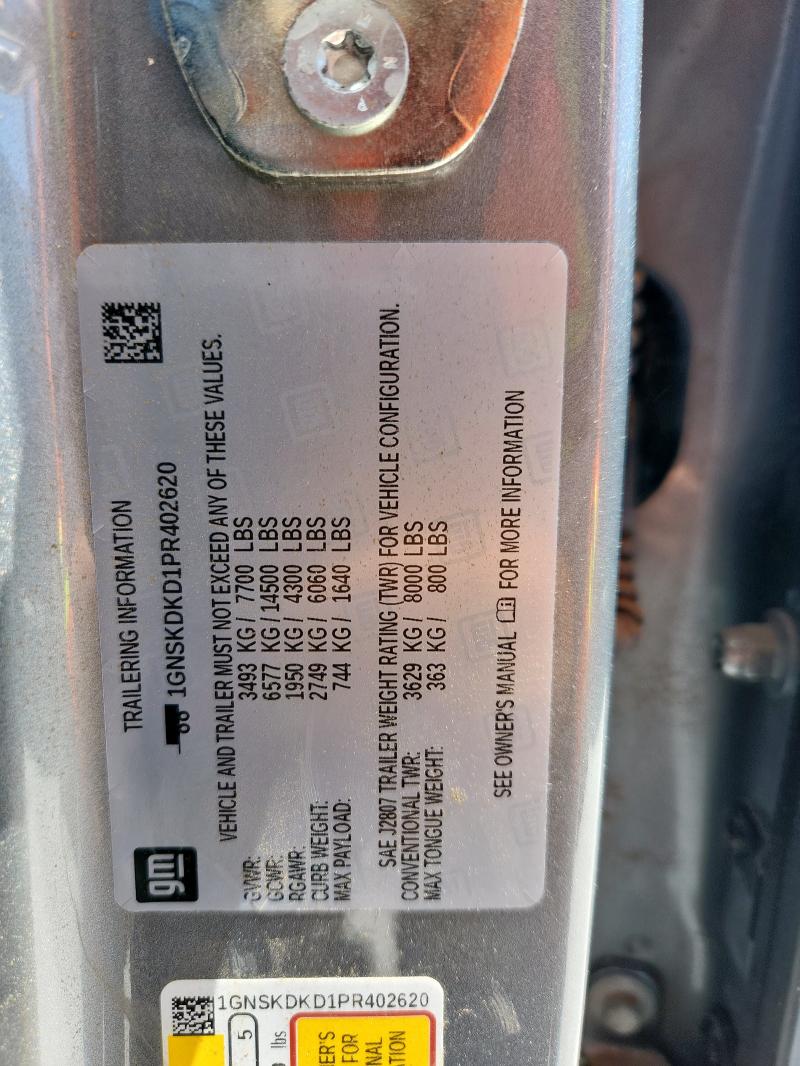 gm
TRAILERING INFORMATION
1GNSKDKD1PR402620
VEHICLE AND TRAILER MUST NOT EXCEED ANY OF THESE VALUES.
GVWR: 3493 KG / 7700 LBS
GCWR: 6577 KG / 14500 LBS
RGAWR: 1950 KG / 4300 LBS
CURB WEIGHT: 2749 KG / 6060 LBS
MAX PAYLOAD: 744 KG / 1640 LBS
SAE J2807 TRAILER WEIGHT RATING (TWR) FOR VEHICLE CONFIGURATION.
CONVENTIONAL TWR: 3629 KG / 8000 LBS
MAX TONGUE WEIGHT: 363 KG / 800 LBS
SEE OWNER'S MANUAL FOR MORE INFORMATION
1GNSKDKD1PR402620
5
lbs
FOR